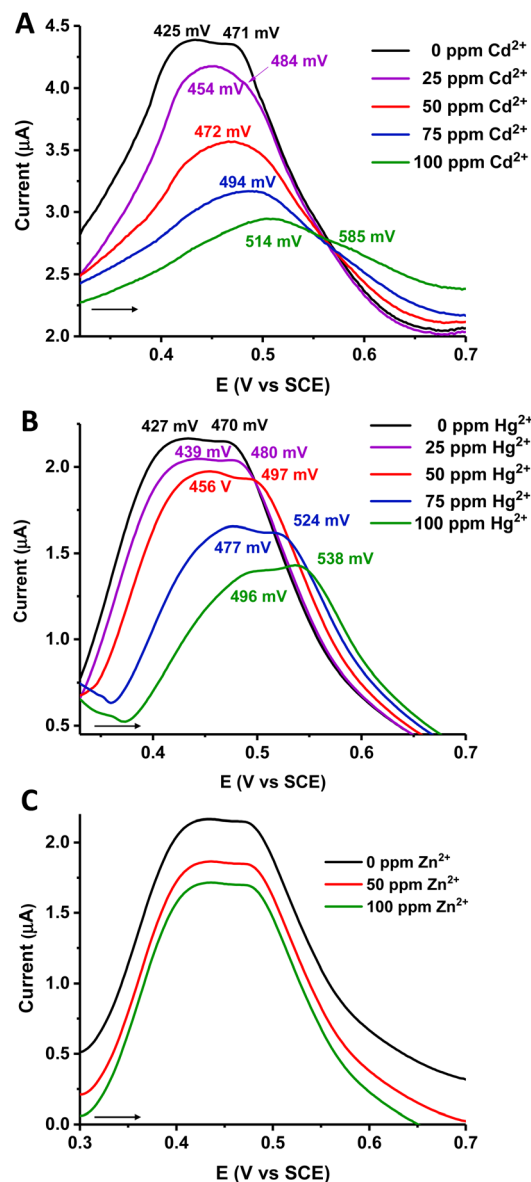 A
4.5
4.0
3.5
3.0
2.5
2.0
Current (µA)
425 mV
471 mV
484 mV
454 mV
472 mV
494 mV
514 mV
585 mV
0 ppm Cd²⁺
25 ppm Cd²⁺
50 ppm Cd²⁺
75 ppm Cd²⁺
100 ppm Cd²⁺
0.4
0.5
0.6
0.7
E (V vs SCE)
B
2.0
1.5
1.0
0.5
Current (µA)
427 mV
470 mV
439 mV
480 mV
456 V
497 mV
524 mV
477 mV
538 mV
496 mV
0 ppm Hg²⁺
25 ppm Hg²⁺
50 ppm Hg²⁺
75 ppm Hg²⁺
100 ppm Hg²⁺
0.4
0.5
0.6
0.7
E (V vs SCE)
C
2.0
1.5
1.0
0.5
0.0
Current (µA)
0 ppm Zn²⁺
50 ppm Zn²⁺
100 ppm Zn²⁺
0.3
0.4
0.5
0.6
0.7
E (V vs SCE)